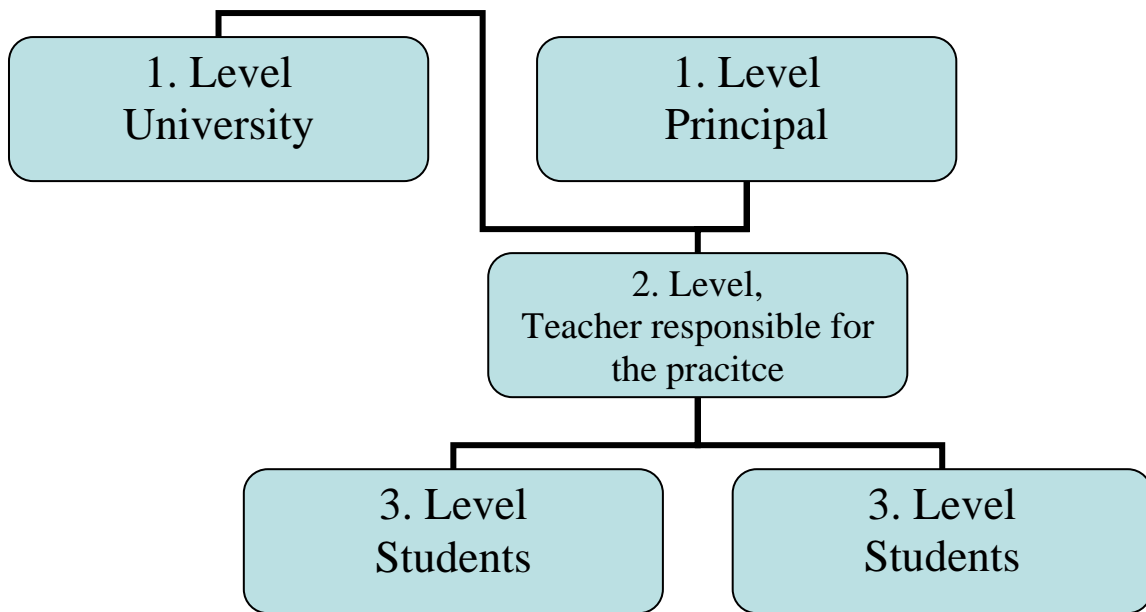 1. Level
University
1. Level
Principal
2. Level,
Teacher responsible for
the pracitce
3. Level
Students
3. Level
Students